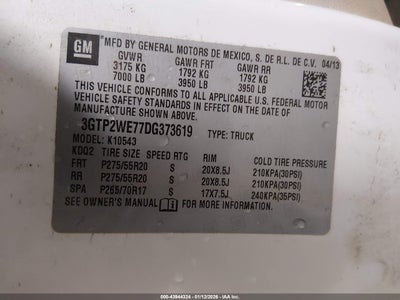 GM
MFD BY GENERAL MOTORS DE MEXICO, S. DE R.L. DE C.V. 04/13
GVWR GAWR FRT GAWR RR
3175 KG 1792 KG 1792 KG
7000 LB 3950 LB 3950 LB
THIS VEHICLE CONFORMS TO ALL APPLICABLE U.S. FEDERAL
MOTOR VEHICLE SAFETY STANDARDS IN EFFECT ON THE DATE OF
MANUFACTURE SHOWN ABOVE.
3GTP2WE77DG373619 TYPE: TRUCK
MODEL: K10543
KDQ2 TIRE SIZE SPEED RTG RIM COLD TIRE PRESSURE
FRT P275/55R20 S 20X8.5J 210KPA(30PSI)
RR P275/55R20 S 20X8.5J 210KPA(30PSI)
SPA P265/70R17 S 17X7.5J 240KPA(35PSI)
SEE OWNER'S MANUAL FOR MORE INFORMATION.
000-43944324 - 01/12/2026 - IAA